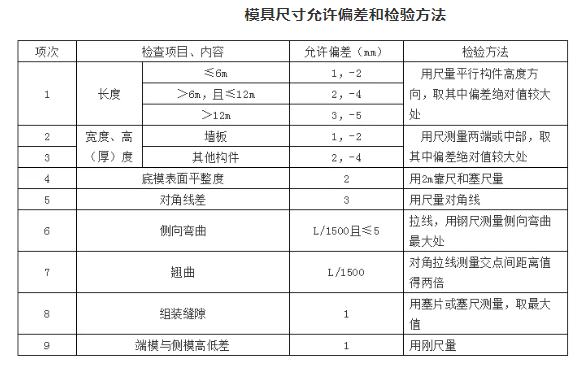 模具尺寸允许偏差和检验方法
项次 检查项目、内容 允许偏差（mm） 检验方法
1 长度 ≤6m 1，-2 用尺量平行构件高度方向，取其中偏差绝对值较大处
>6m，且≤12m 2，-4
>12m 3，-5
2 宽度、高（厚）度 墙板 1，-2 用尺测量两端或中部，取其中偏差绝对值较大处
3 其他构件 2，-4
4 底模表面平整度 2 用2m靠尺和塞尺量
5 对角线差 3 用尺量对角线
6 侧向弯曲 L/1500且≤5 拉线，用钢尺测量侧向弯曲最大处
7 翘曲 L/1500 对角拉线测量交点间距离值得两倍
8 组装缝隙 1 用塞片或塞尺测量，取最大值
9 端模与侧模高低差 1 用刚尺量